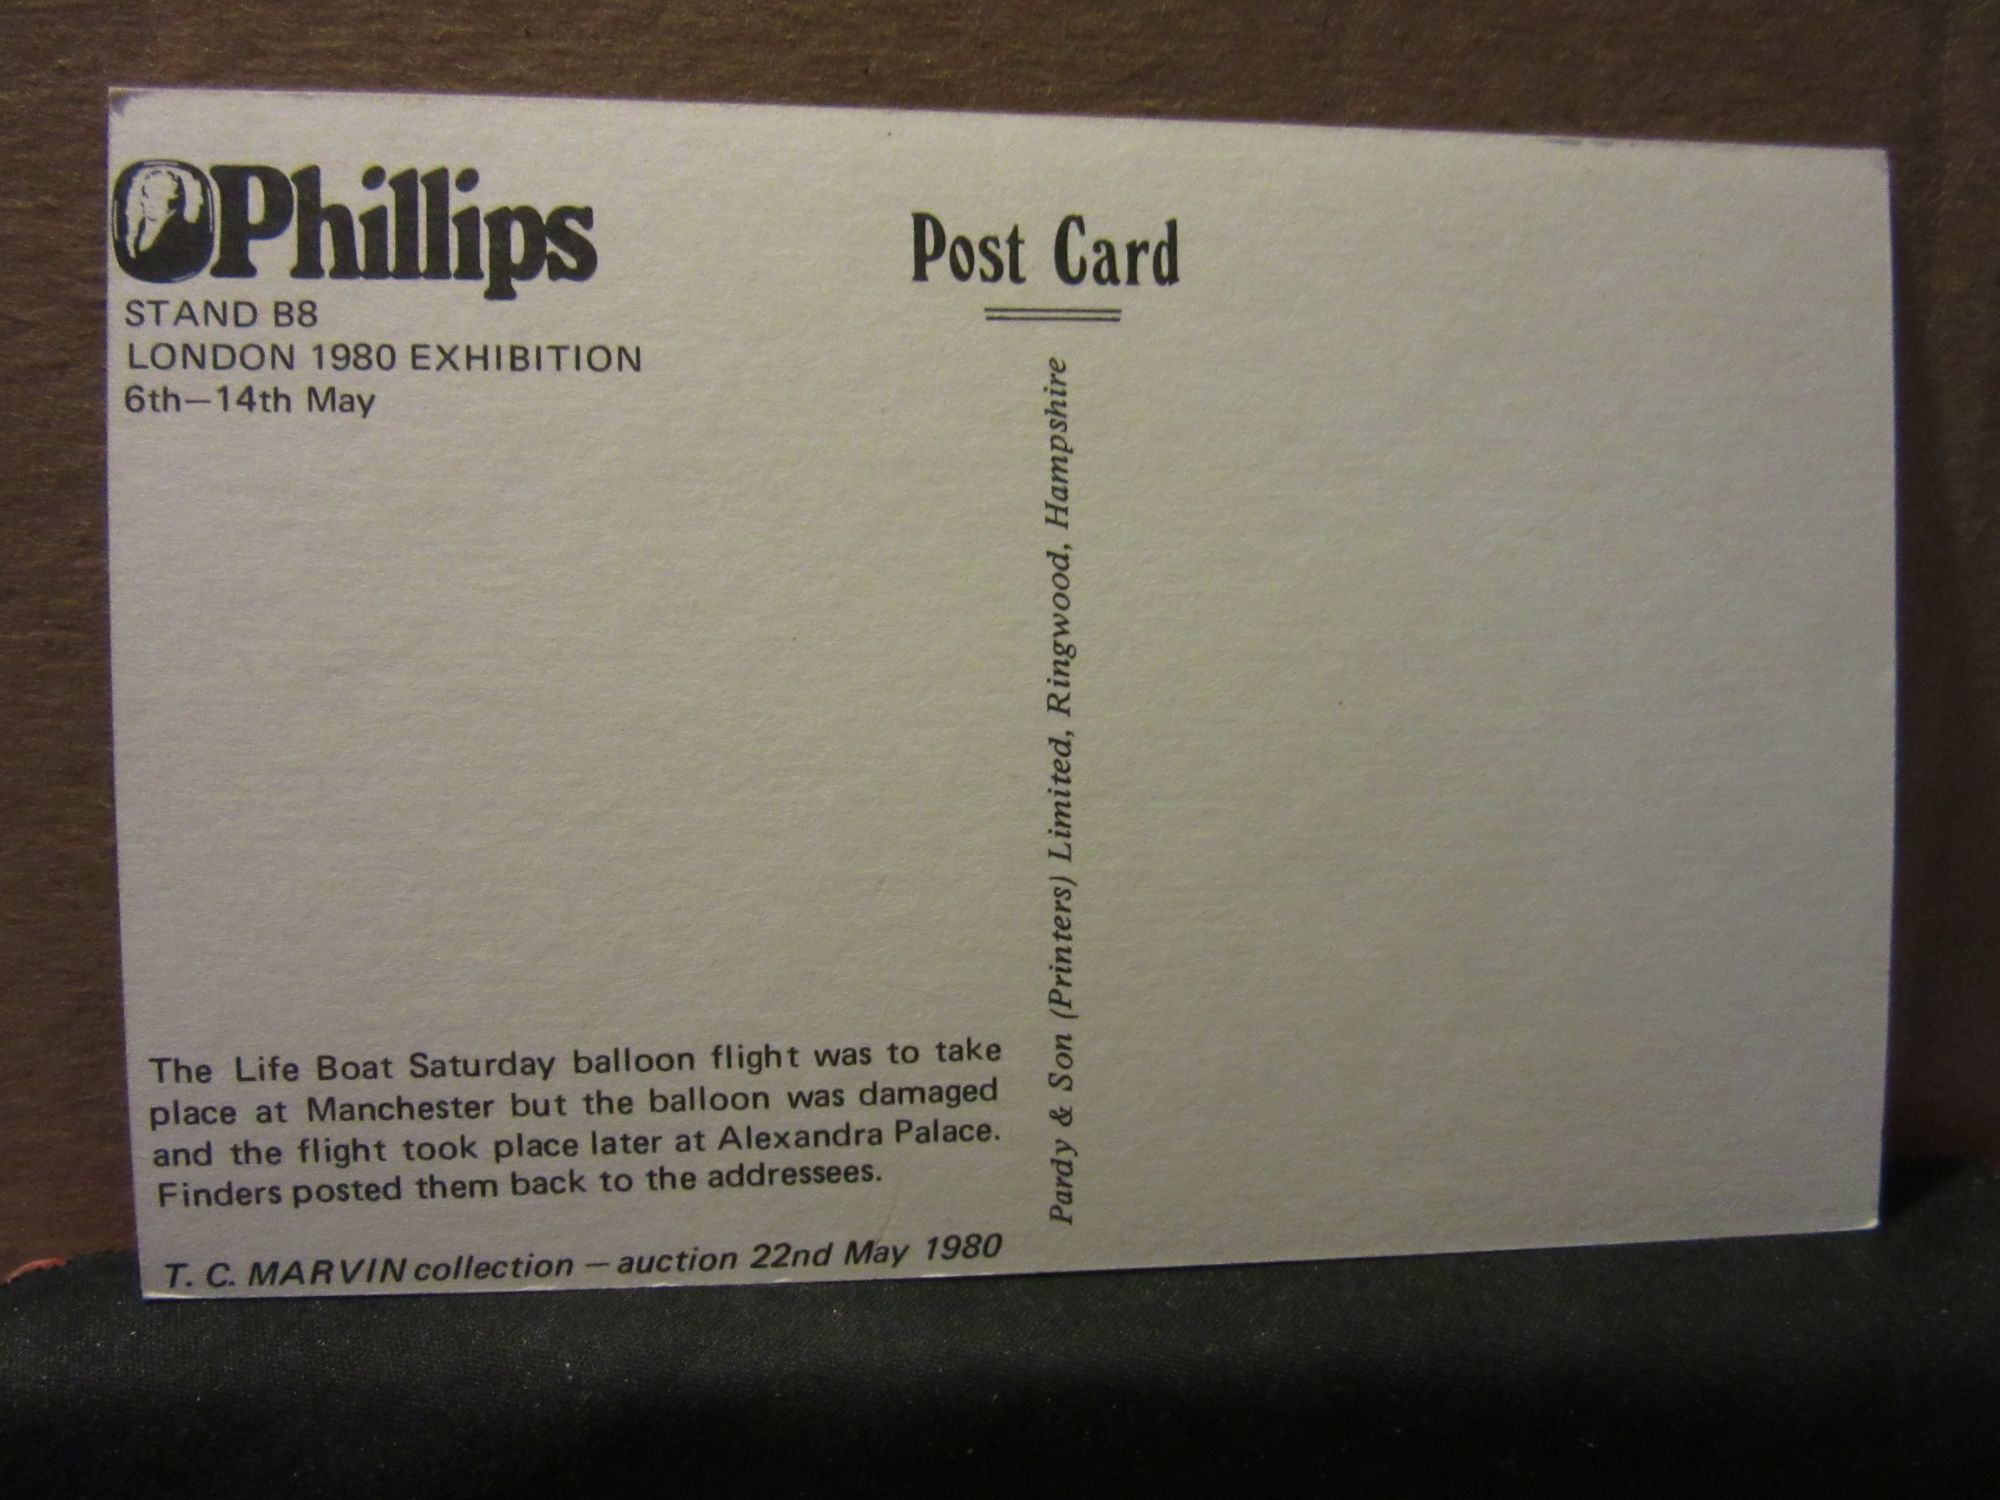 Phillips
STAND B8
LONDON 1980 EXHIBITION
6th—14th May
The Life Boat Saturday balloon flight was to take
place at Manchester but the balloon was damaged
and the flight took place later at Alexandra Palace.
Finders posted them back to the addressees.
T. C. MARVIN collection — auction 22nd May 1980
Post Card
Pardy & Son (Printers) Limited, Ringwood, Hampshire